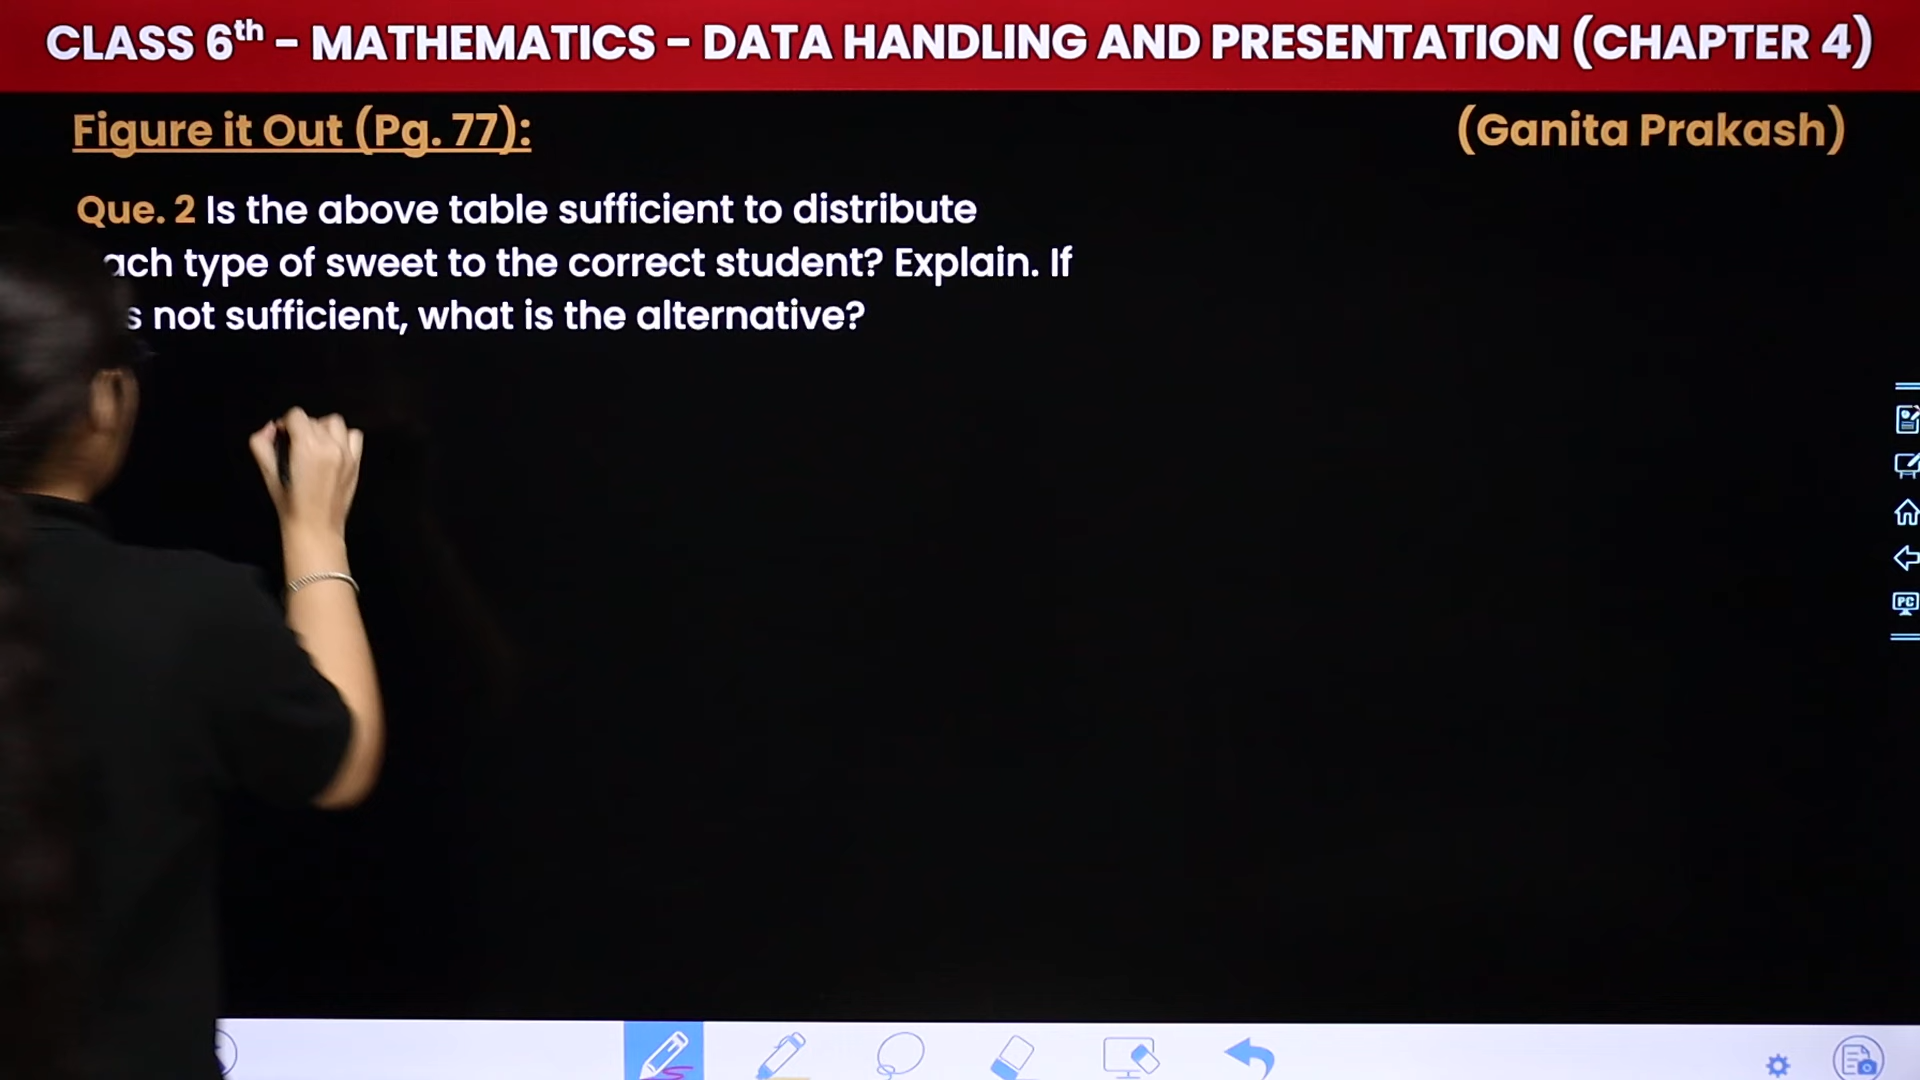 CLASS 6th - MATHEMATICS - DATA HANDLING AND PRESENTATION (CHAPTER 4)
Figure it Out (Pg. 77):
(Ganita Prakash)
Que. 2 Is the above table sufficient to distribute
ach type of sweet to the correct student? Explain. If
s not sufficient, what is the alternative?
PC